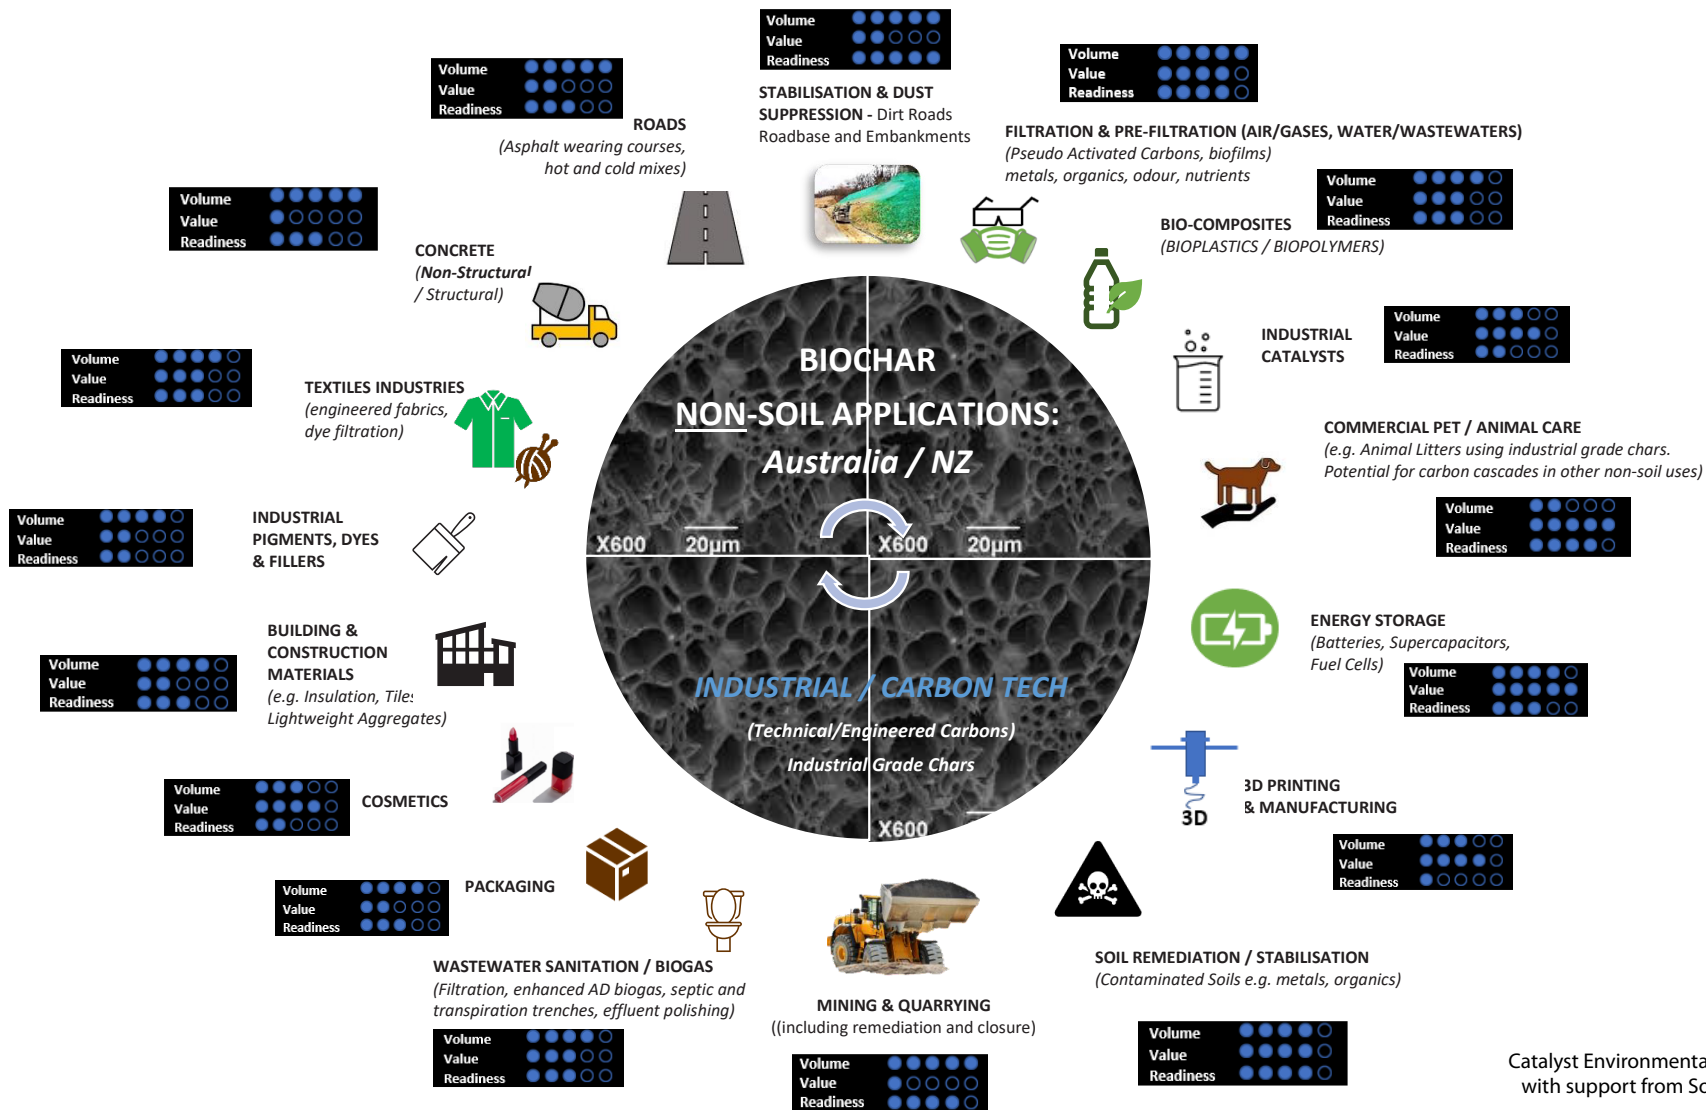 Volume
Value
Readiness
STABILISATION & DUST
SUPPRESSION - Dirt Roads
Roadbase and Embankments
Volume
Value
Readiness
FILTRATION & PRE-FILTRATION (AIR/GASES, WATER/WASTEWATERS)
(Pseudo Activated Carbons, biofilms)
metals, organics, odour, nutrients
Volume
Value
Readiness
BIO-COMPOSITES
(BIOPLASTICS / BIOPOLYMERS)
Volume
Value
Readiness
INDUSTRIAL
CATALYSTS
Volume
Value
Readiness
COMMERCIAL PET / ANIMAL CARE
(e.g. Animal Litters using industrial grade chars.
Potential for carbon cascades in other non-soil uses)
Volume
Value
Readiness
ENERGY STORAGE
(Batteries, Supercapacitors,
Fuel Cells)
Volume
Value
Readiness
3D
3D PRINTING
& MANUFACTURING
Volume
Value
Readiness
SOIL REMEDIATION / STABILISATION
(Contaminated Soils e.g. metals, organics)
Volume
Value
Readiness
MINING & QUARRYING
((including remediation and closure)
Volume
Value
Readiness
WASTEWATER SANITATION / BIOGAS
(Filtration, enhanced AD biogas, septic and
transpiration trenches, effluent polishing)
Volume
Value
Readiness
PACKAGING
Volume
Value
Readiness
COSMETICS
Volume
Value
Readiness
BUILDING &
CONSTRUCTION
MATERIALS
(e.g. Insulation, Tiles
Lightweight Aggregates)
Volume
Value
Readiness
INDUSTRIAL
PIGMENTS, DYES
& FILLERS
Volume
Value
Readiness
TEXTILES INDUSTRIES
(engineered fabrics,
dye filtration)
Volume
Value
Readiness
CONCRETE
(Non-Structural
/ Structural)
Volume
Value
Readiness
ROADS
(Asphalt wearing courses,
hot and cold mixes)
BIOCHAR
NON-SOIL APPLICATIONS:
Australia / NZ
X600 20µm
X600 20µm
INDUSTRIAL / CARBON TECH
(Technical/Engineered Carbons)
Industrial Grade Chars
X600
Catalyst Environmenta
with support from So